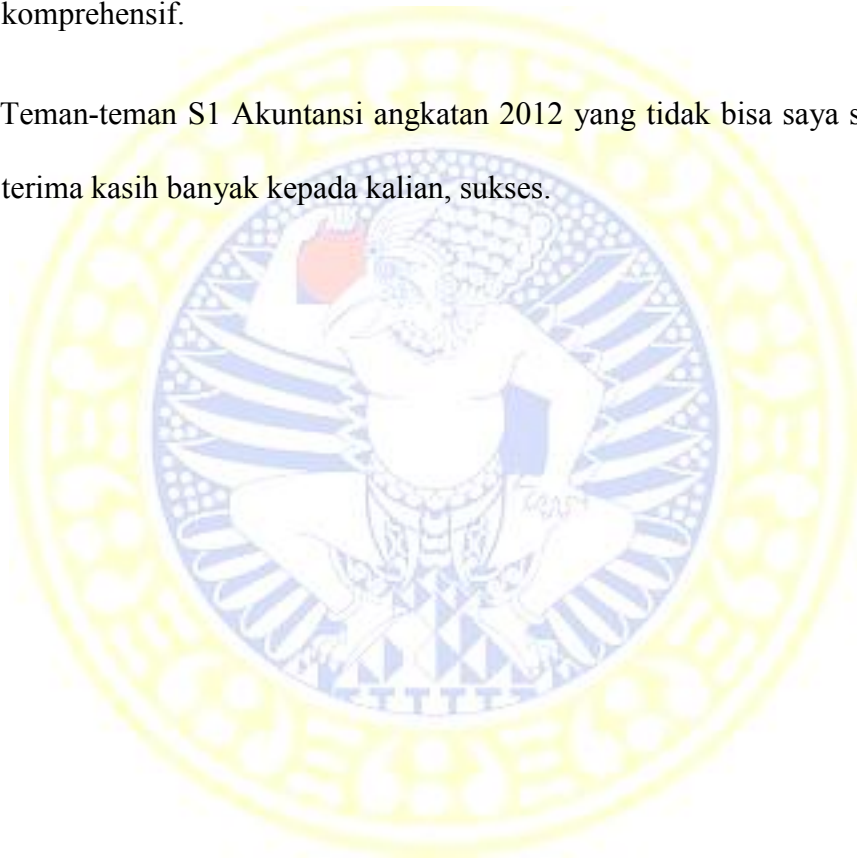 komprehensif.
Teman-teman S1 Akuntansi angkatan 2012 yang tidak bisa saya
terima kasih banyak kepada kalian, sukses.